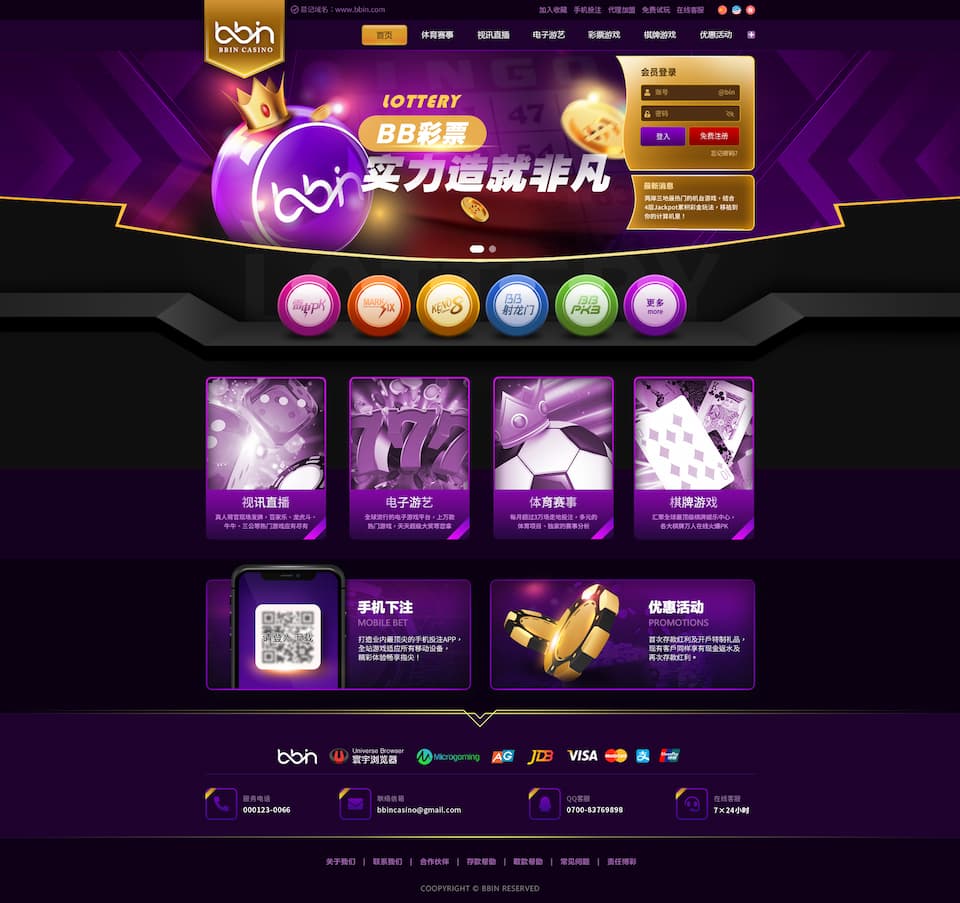 易记域名：www.bbin.com
加入收藏 手机投注 代理加盟 免费试玩 在线客服
bbin
BBIN CASINO
首页 体育赛事 视讯直播 电子游艺 彩票游戏 棋牌游戏 优惠活动
LOTTERY
BB彩票
实力造就非凡
bbin
47
54
会员登录
账号 @bin
密码
登入 免费注册
忘记密码?
最新消息
两岸三地最热门的机台游戏，结合
4组Jackpot累积彩金玩法，移植到
你的计算机里！
LOTTERY
雷电PK
MARK SIX
KENO 8
BB
射龙门
BB
PK3
更多
more
777
视讯直播
真人荷官现场发牌，百家乐、龙虎斗、
牛牛、三公等热门游戏应有尽有
电子游艺
全球流行的电子游戏平台，上万款
热门游戏，天天超级大奖等您拿
体育赛事
每月超过3万场走地投注，多元的
体育项目、独家的赛事分析
棋牌游戏
汇聚全球最顶级棋牌娱乐中心，
各大棋牌万人在线火爆PK
手机下注
MOBILE BET
打造业内最顶尖的手机投注APP，
全站游戏适应所有移动设备，
精彩体验畅享指尖！
优惠活动
PROMOTIONS
首次存款红利及开戶特制礼品，
现有客戶同样享有现金返水及
再次存款红利。
bbin
Universe Browser
寰宇浏览器
Microgaming
AG
JDB
VISA
MasterCard
服务电话
000123-0066
联络信箱
bbincasino@gmail.com
QQ客服
0700-83769898
在线客服
7×24小时
关于我们 | 联系我们 | 合作伙伴 | 存款帮助 | 取款帮助 | 常见问题 | 责任博彩
COOPYRIGHT © BBIN RESERVED